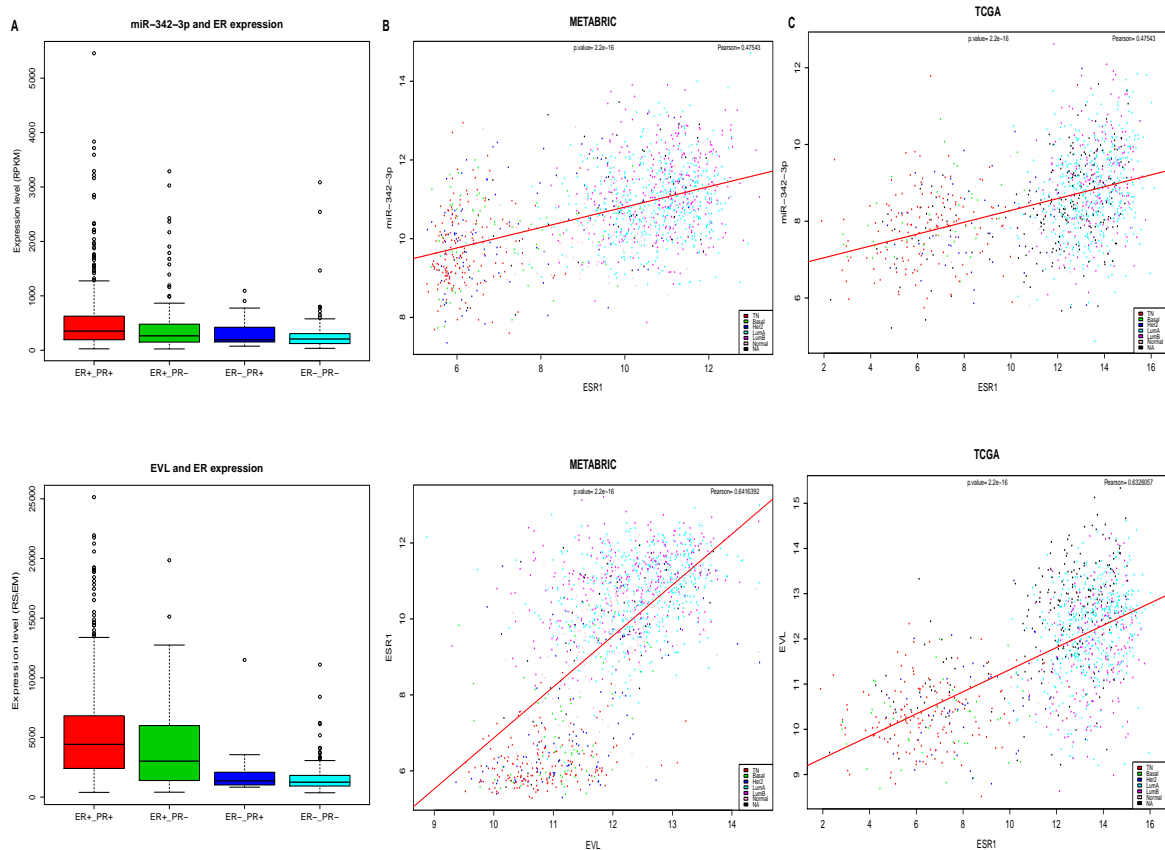 A
miR−342−3p and ER expression
Expression level (RPKM)
0
1000
2000
3000
4000
5000
ER+_PR+
ER+_PR−
ER−_PR+
ER−_PR−
B
METABRIC
p.value= 2.2e−16
Pearson= 0.47543
miR−342−3p
8
9
10
11
12
14
6
8
10
12
ESR1
TN
Basal
Her2
LumA
LumB
Normal
NA
C
TCGA
p.value= 2.2e−16
Pearson= 0.47543
miR−342−3p
6
8
10
12
2
4
6
8
10
12
14
16
ESR1
TN
Basal
Her2
LumA
LumB
Normal
NA
EVL and ER expression
Expression level (RSEM)
0
5000
10000
15000
20000
25000
ER+_PR+
ER+_PR−
ER−_PR+
ER−_PR−
METABRIC
p.value= 2.2e−16
Pearson= 0.6416392
ESR1
6
8
10
12
9
10
11
12
13
14
EVL
TN
Basal
Her2
LumA
LumB
Normal
NA
TCGA
p.value= 2.2e−16
Pearson= 0.6326057
EVL
9
10
11
12
13
14
15
2
4
6
8
10
12
14
16
ESR1
TN
Basal
Her2
LumA
LumB
Normal
NA